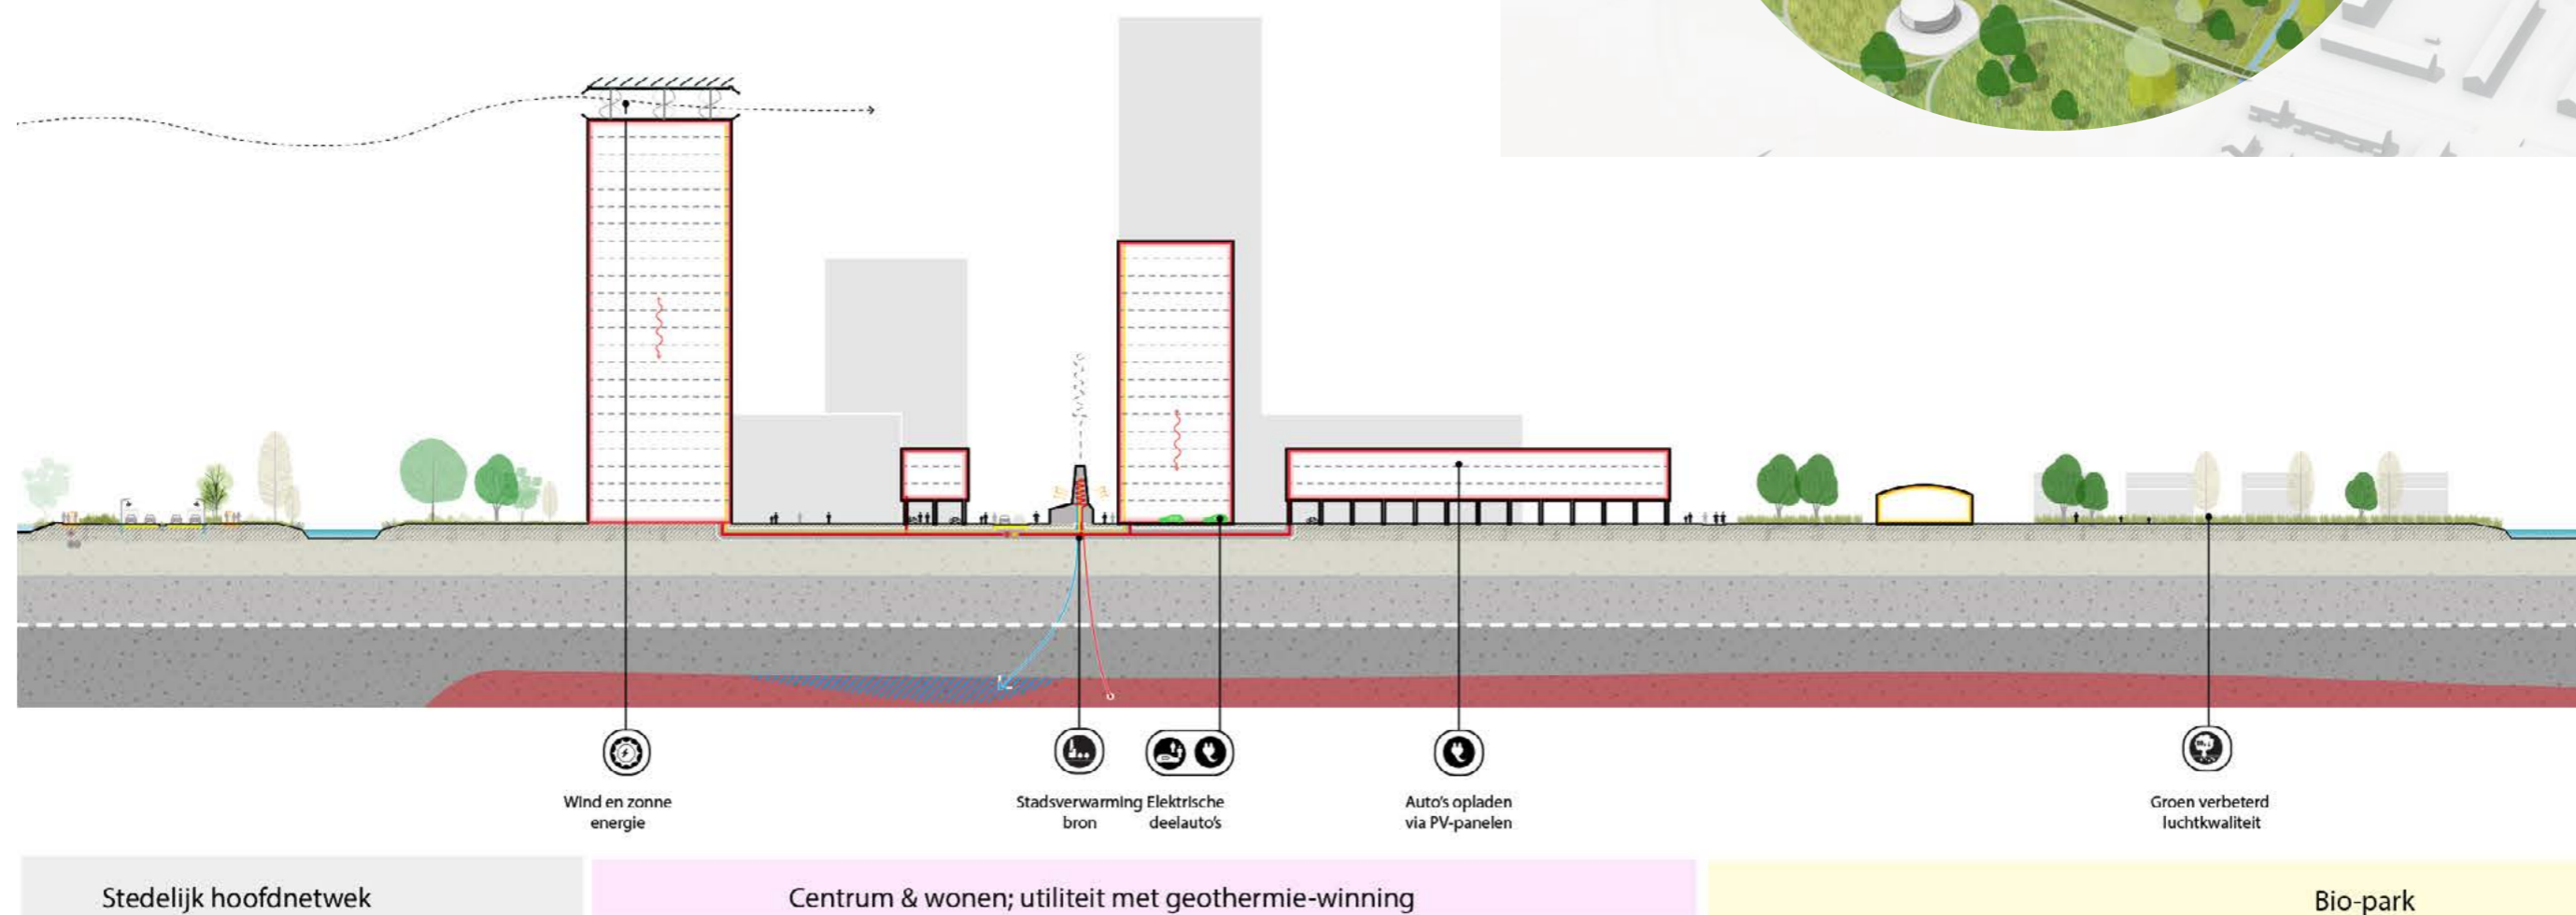 Wind en zonne
energie
Stadsverwarming
bron
Elektrische
deelauto's
Auto's opladen
via PV-panelen
Groen verbeterd
luchtkwaliteit
Stedelijk hoofdnetwek
Centrum & wonen; utiliteit met geothermie-winning
Bio-park